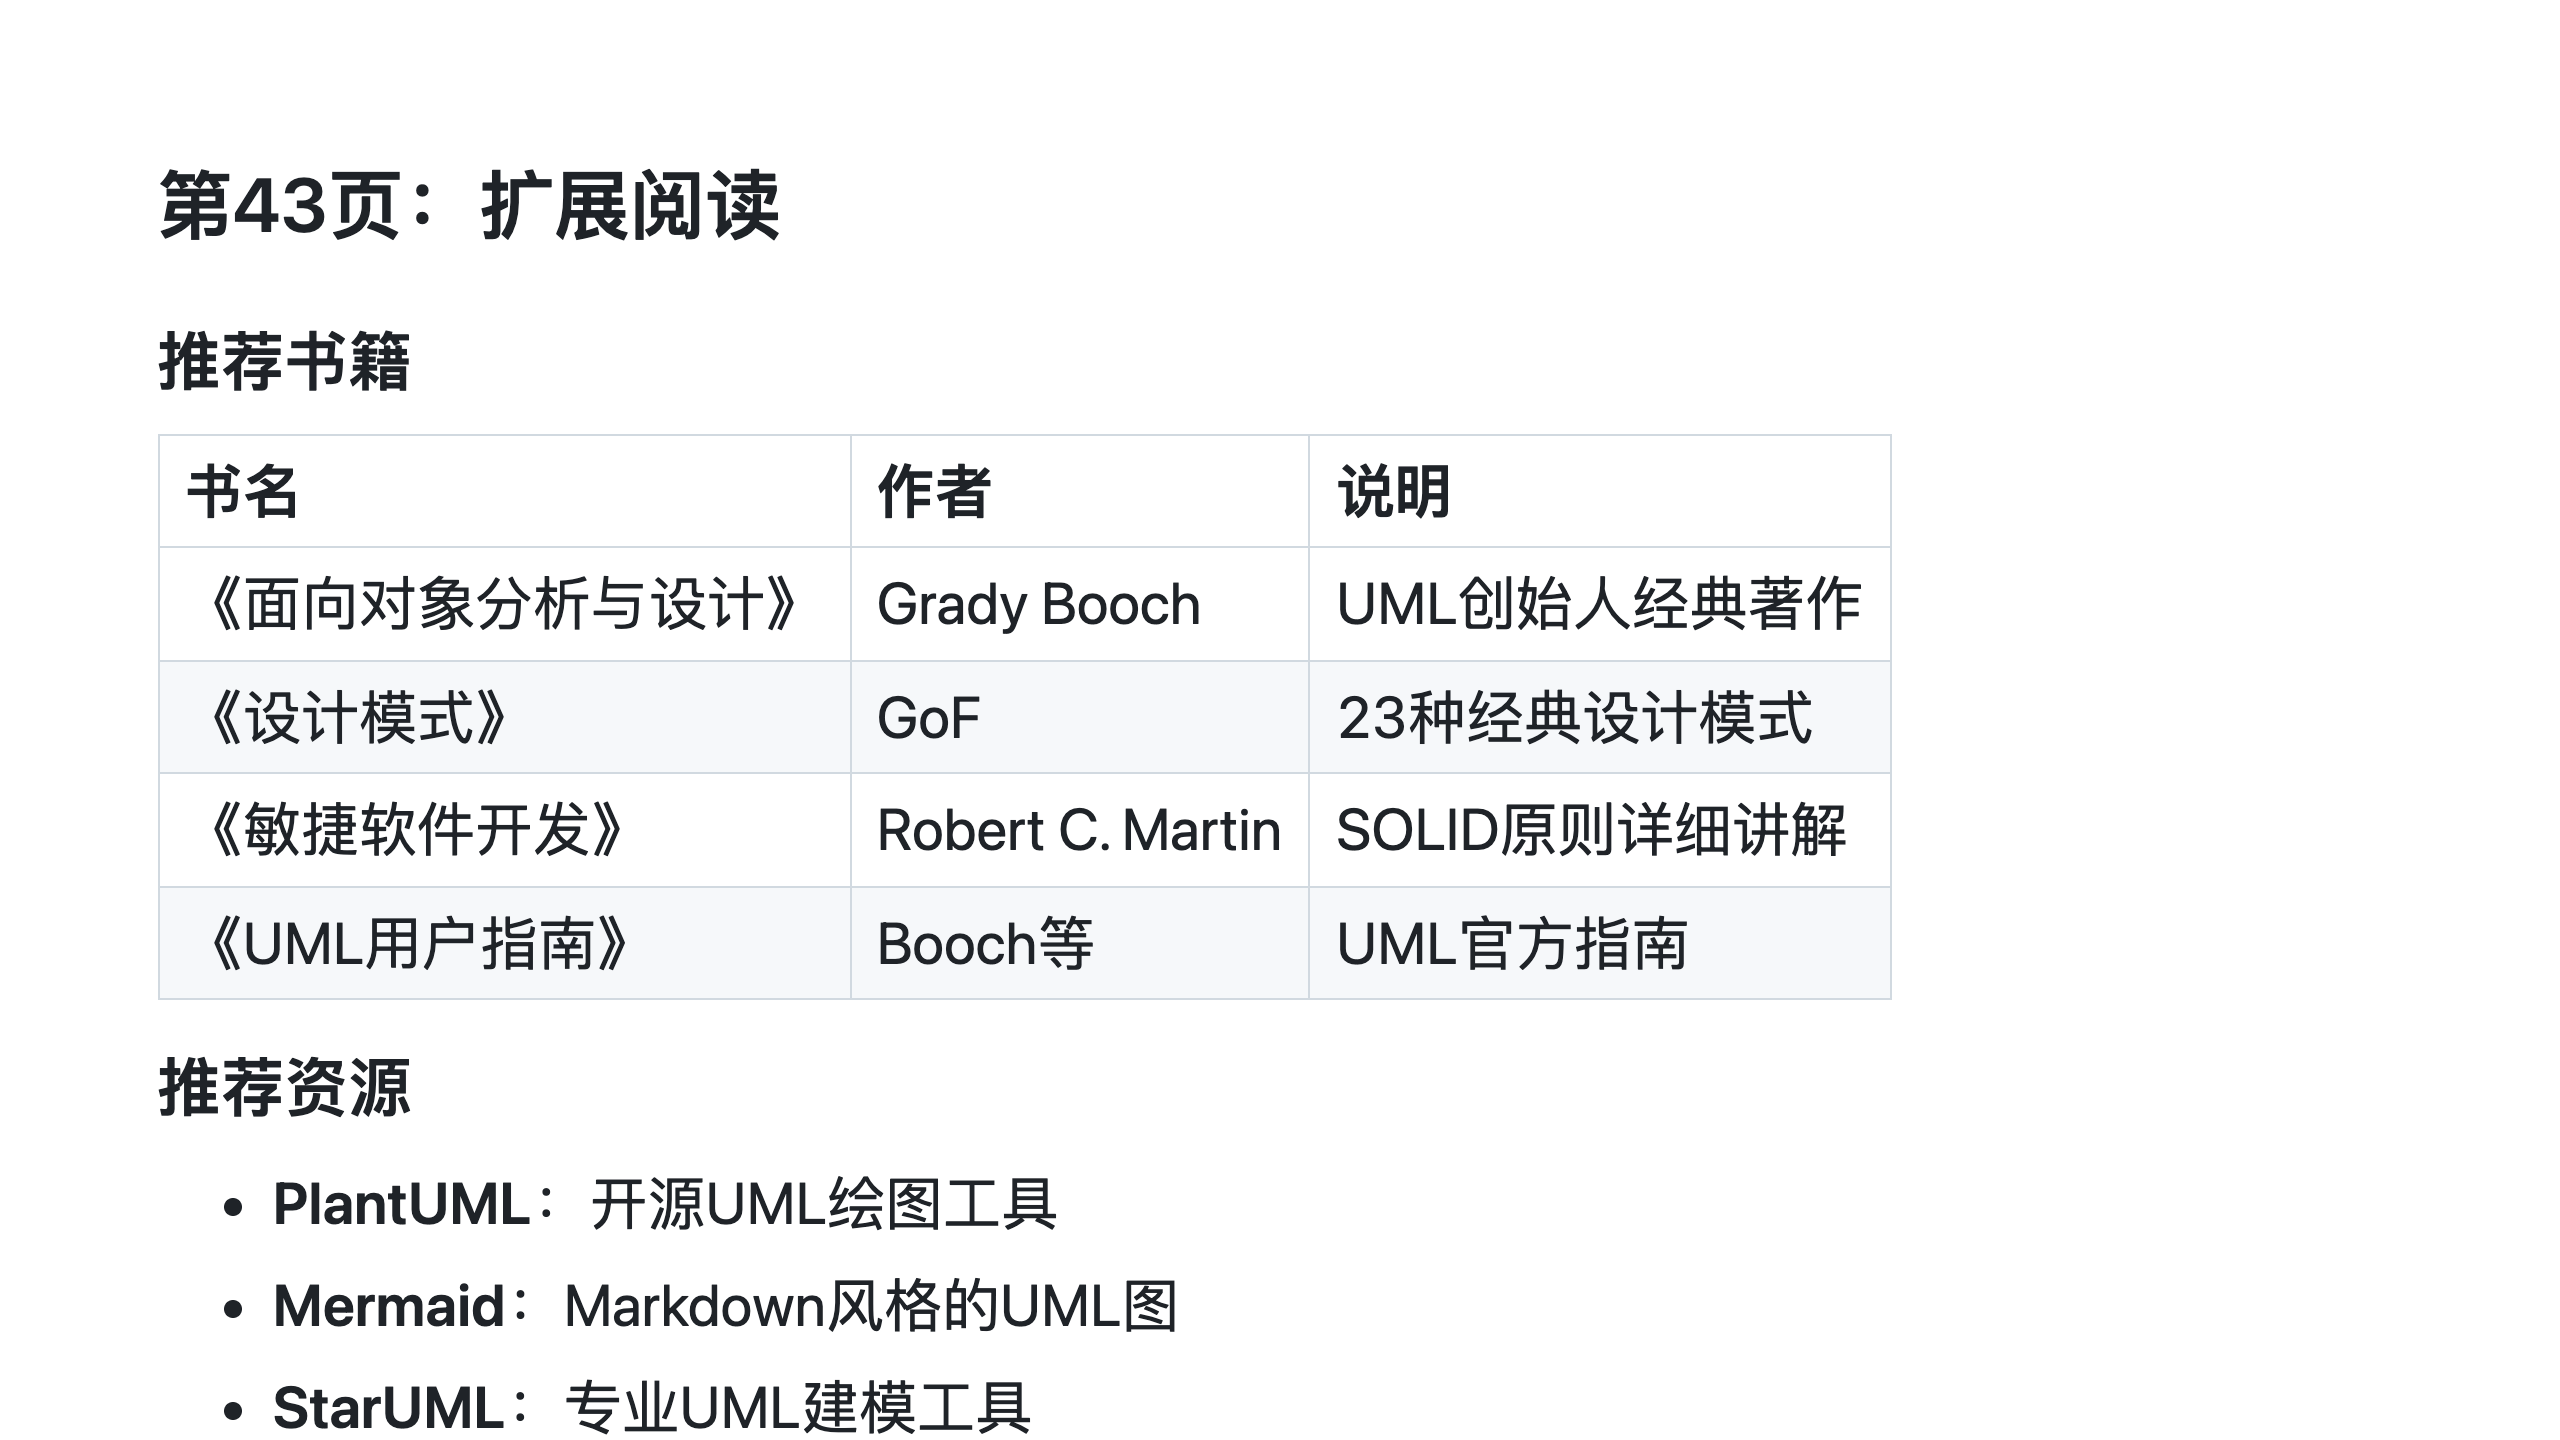 第43页：扩展阅读
推荐书籍
书名 作者 说明
《面向对象分析与设计》 Grady Booch UML创始人经典著作
《设计模式》 GoF 23种经典设计模式
《敏捷软件开发》 Robert C. Martin SOLID原则详细讲解
《UML用户指南》 Booch等 UML官方指南
推荐资源
• PlantUML：开源UML绘图工具
• Mermaid：Markdown风格的UML图
• StarUML：专业UML建模工具